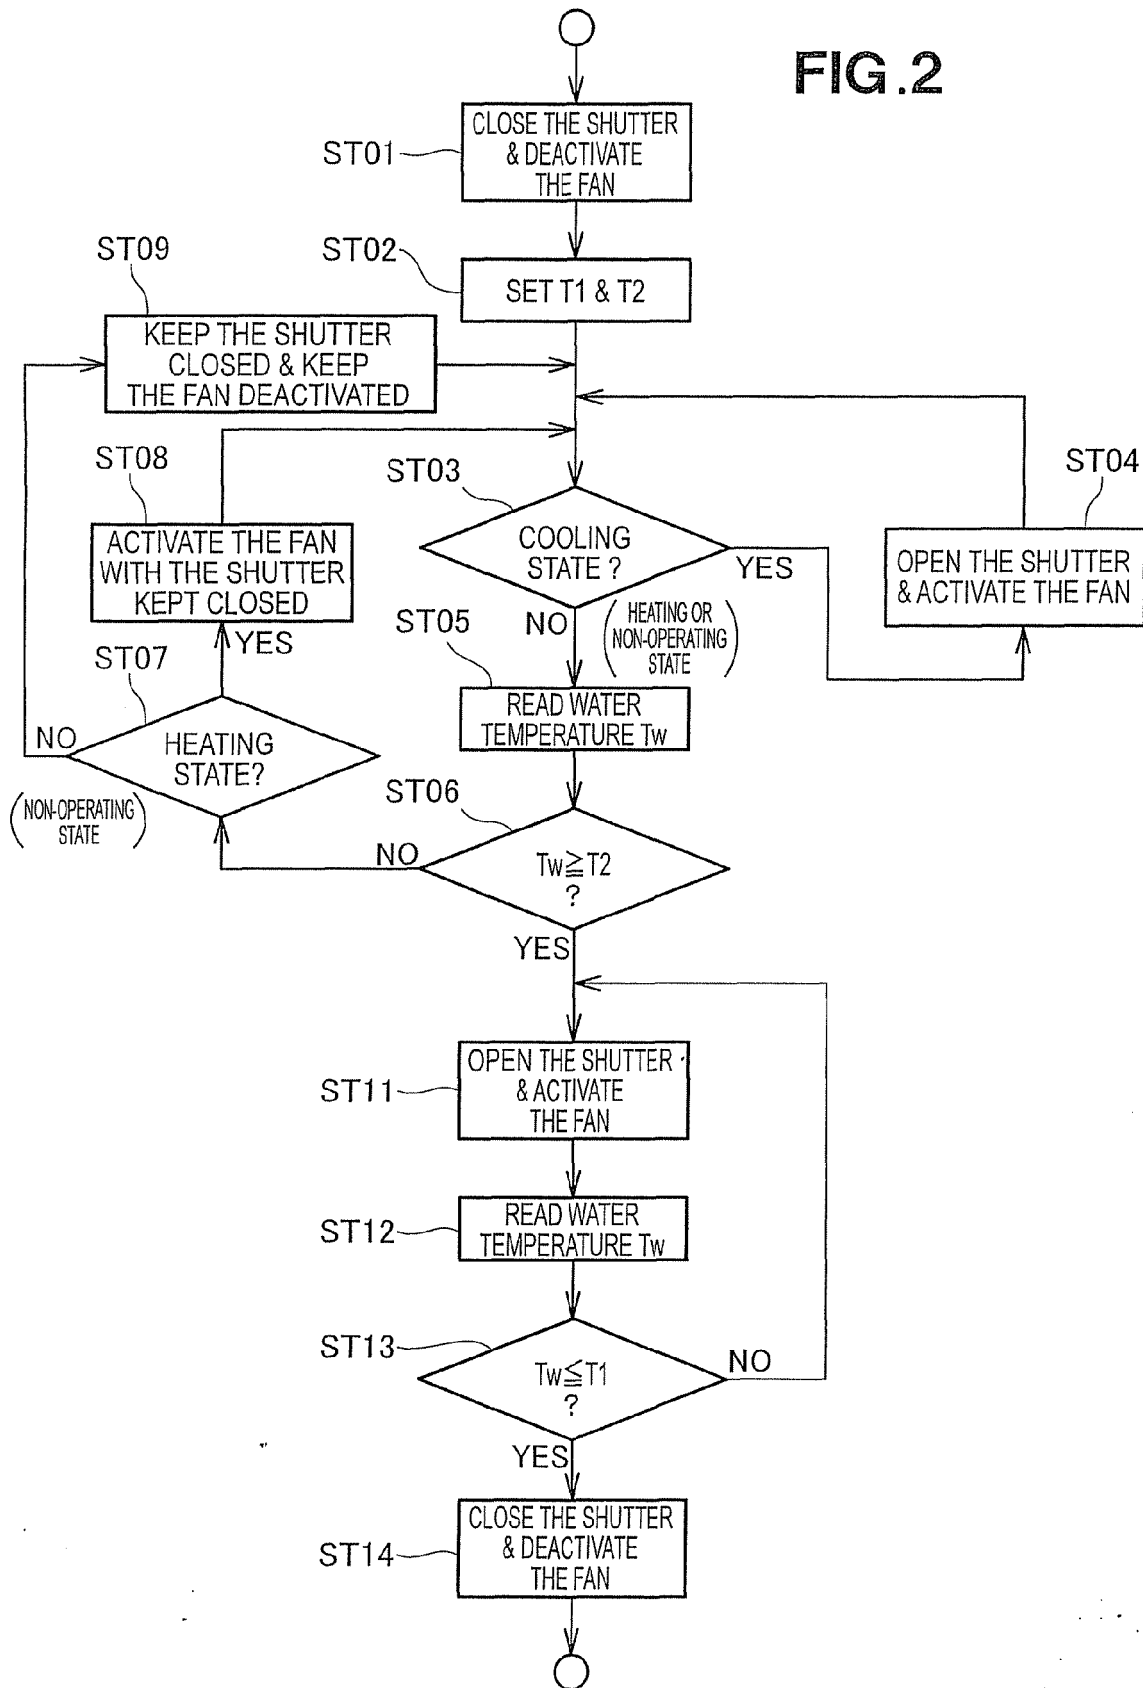 FIG.2
CLOSE THE SHUTTER
& DEACTIVATE
THE FAN
ST01
ST02
SET T1 & T2
ST09
KEEP THE SHUTTER
CLOSED & KEEP
THE FAN DEACTIVATED
ST08
ACTIVATE THE FAN
WITH THE SHUTTER
KEPT CLOSED
ST03
COOLING
STATE ?
YES
ST04
OPEN THE SHUTTER
& ACTIVATE THE FAN
NO
(HEATING OR
NON-OPERATING
STATE)
ST05
READ WATER
TEMPERATURE Tw
YES
ST07
HEATING
STATE?
NO
(NON-OPERATING
STATE)
ST06
Tw≧T2
?
NO
YES
OPEN THE SHUTTER
& ACTIVATE
THE FAN
ST11
READ WATER
TEMPERATURE Tw
ST12
ST13
Tw≦T1
?
NO
YES
CLOSE THE SHUTTER
& DEACTIVATE
THE FAN
ST14